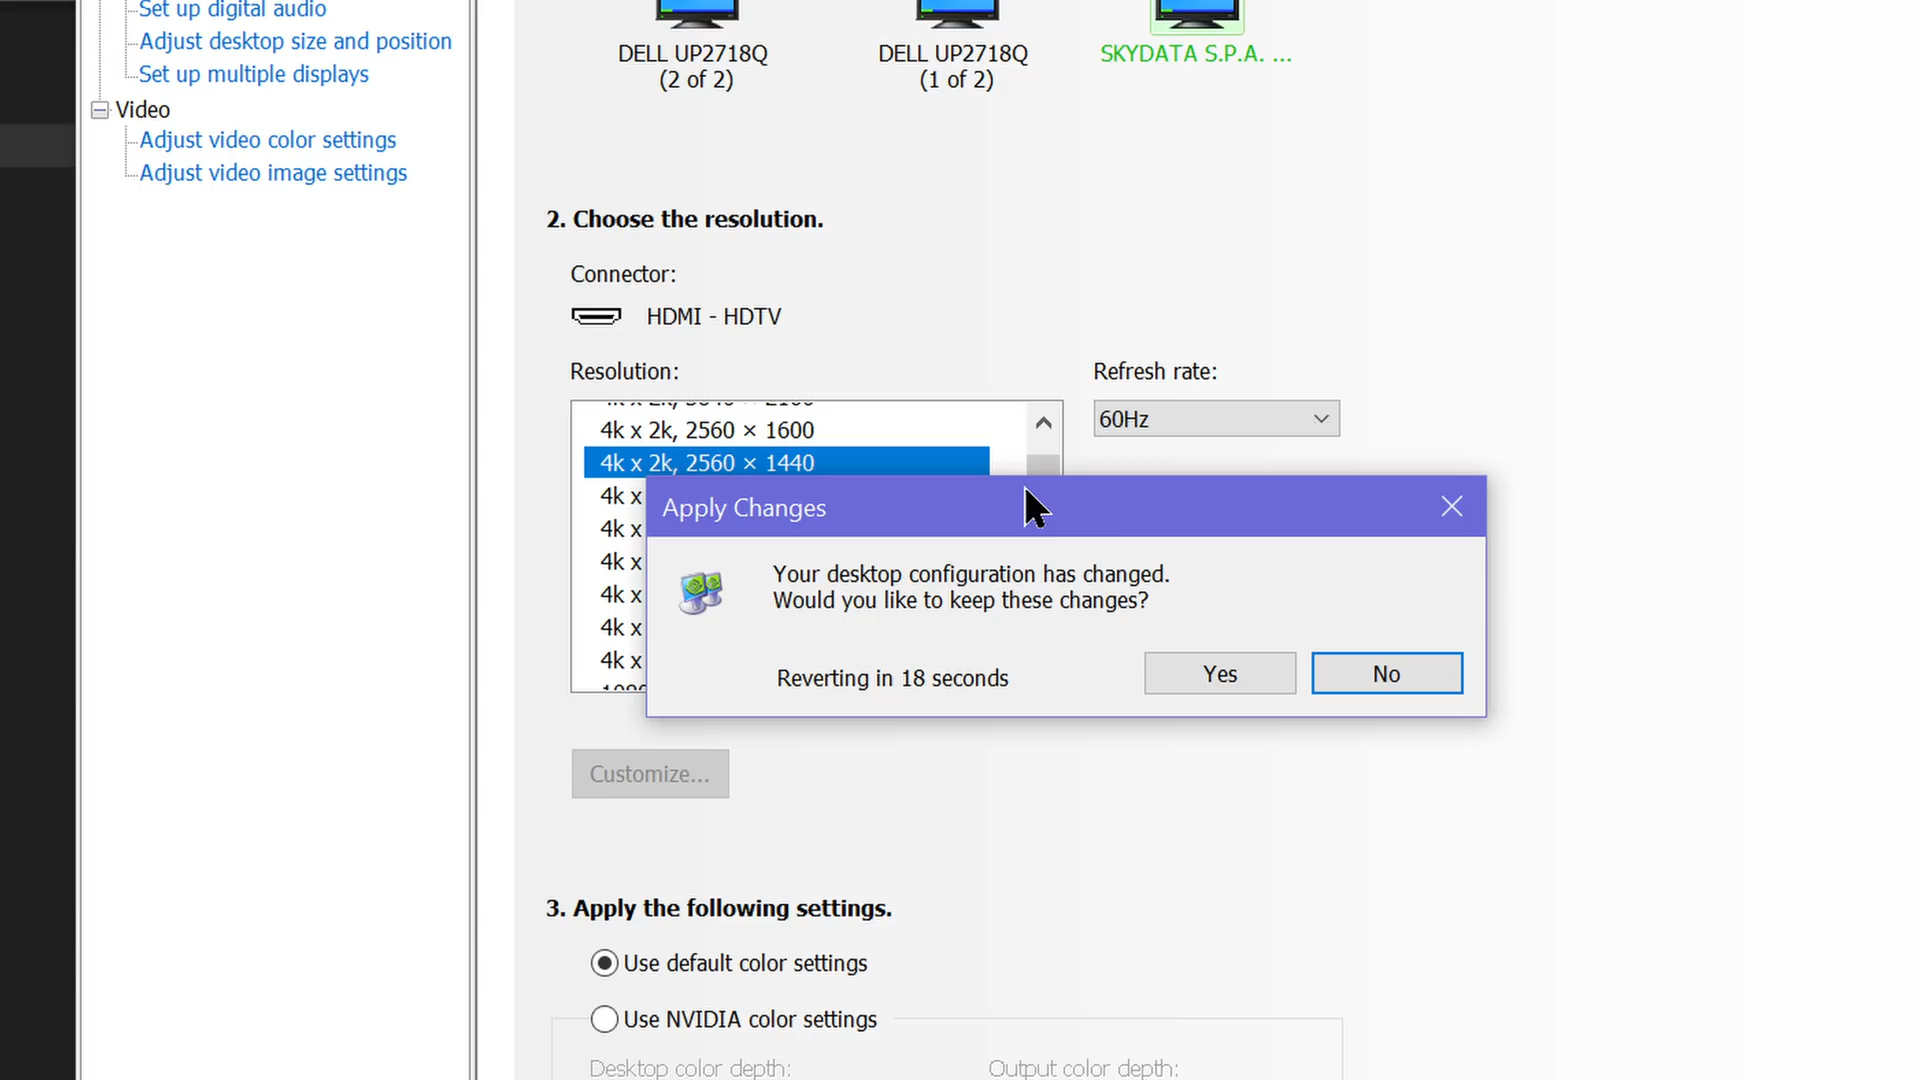 Set up digital audio
Adjust desktop size and position
Set up multiple displays
Video
Adjust video color settings
Adjust video image settings
DELL UP2718Q
(2 of 2)
DELL UP2718Q
(1 of 2)
SKYDATA S.P.A. ...
2. Choose the resolution.
Connector:
HDMI - HDTV
Resolution:
Refresh rate:
4k x 2k, 2560 × 1600
60Hz
4k x 2k, 2560 × 1440
4k x
4k x
4k x
4k x
4k x
4k x
Apply Changes
Your desktop configuration has changed.
Would you like to keep these changes?
Reverting in 18 seconds
Yes
No
Customize...
3. Apply the following settings.
Use default color settings
Use NVIDIA color settings
Desktop color depth:
Output color depth: